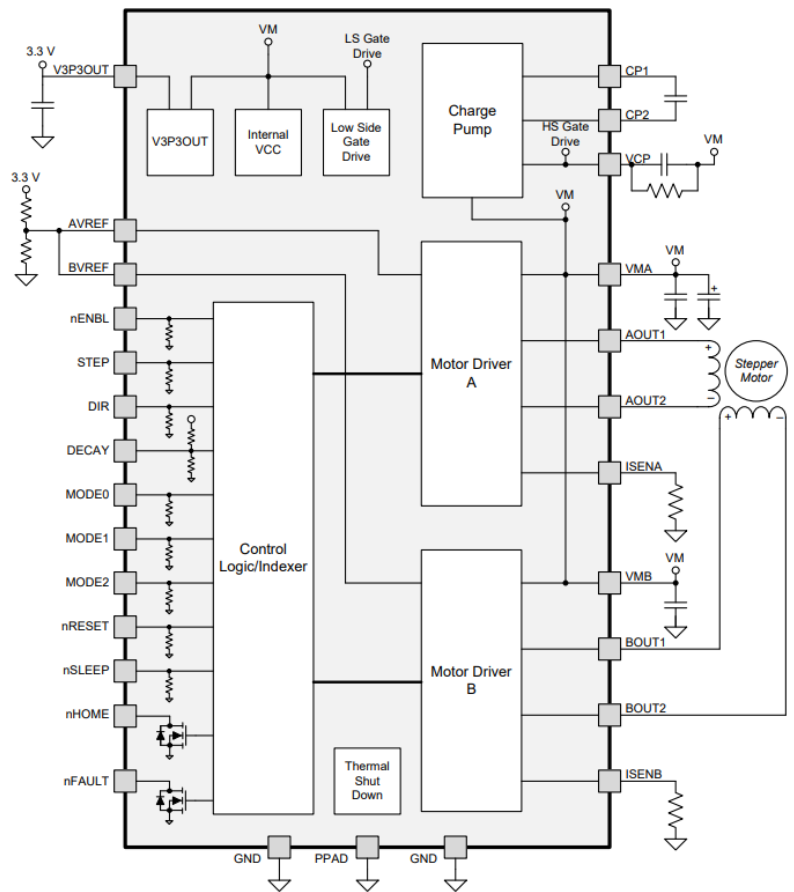 3.3 V
V3P3OUT
VM
LS Gate
Drive
V3P3OUT
Internal
VCC
Low Side
Gate
Drive
Charge
Pump
CP1
CP2
HS Gate
Drive
VCP
VM
3.3 V
AVREF
BVREF
VM
VMA
VM
+
nENBL
STEP
DIR
DECAY
MODE0
MODE1
MODE2
nRESET
nSLEEP
nHOME
nFAULT
Control
Logic/Indexer
Motor Driver
A
AOUT1
AOUT2
+
−
Stepper
Motor
+
−
ISENA
VM
VMB
Motor Driver
B
BOUT1
BOUT2
ISENB
Thermal
Shut
Down
GND
PPAD
GND